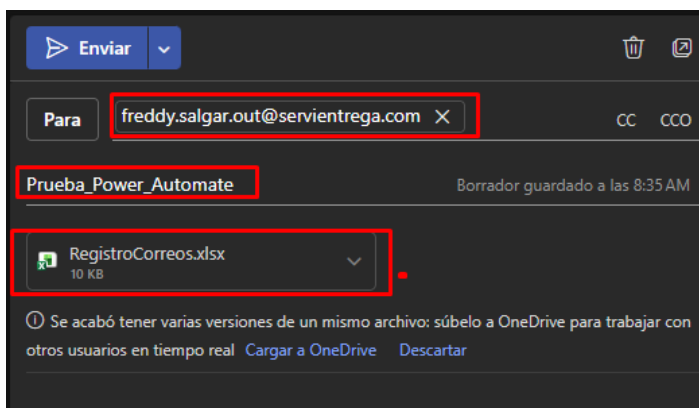 Enviar
Para freddy.salgar.out@servientrega.com CC CCO
Prueba_Power_Automate Borrador guardado a las 8:35 AM
RegistroCorreos.xlsx
10 KB
Se acabó tener varias versiones de un mismo archivo: súbelo a OneDrive para trabajar con
otros usuarios en tiempo real Cargar a OneDrive Descartar